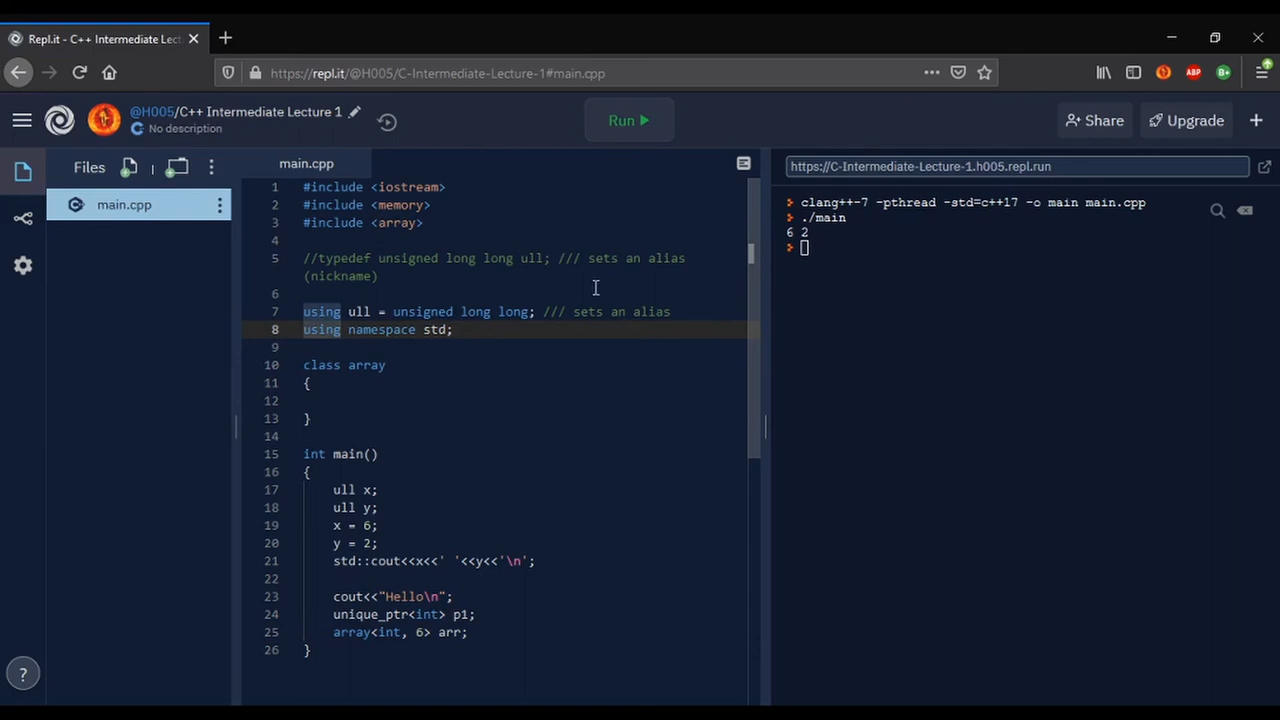 Repl.it - C++ Intermediate Lect
https://repl.it/@H005/C-Intermediate-Lecture-1#main.cpp
ABP
B+
@H005/C++ Intermediate Lecture 1
No description
Run
Share
Upgrade
Files
main.cpp
main.cpp
https://C-Intermediate-Lecture-1.h005.repl.run
1 #include <iostream>
2 #include <memory>
3 #include <array>
4
5 //typedef unsigned long long ull; /// sets an alias
(nickname)
6
7 using ull = unsigned long long; /// sets an alias
8 using namespace std;
9
10 class array
11 {
12
13 }
14
15 int main()
16 {
17 ull x;
18 ull y;
19 x = 6;
20 y = 2;
21 std::cout<<x<<' '<<y<<'\n';
22
23 cout<<"Hello\n";
24 unique_ptr<int> p1;
25 array<int, 6> arr;
26 }
clang++-7 -pthread -std=c++17 -o main main.cpp
./main
6 2
?